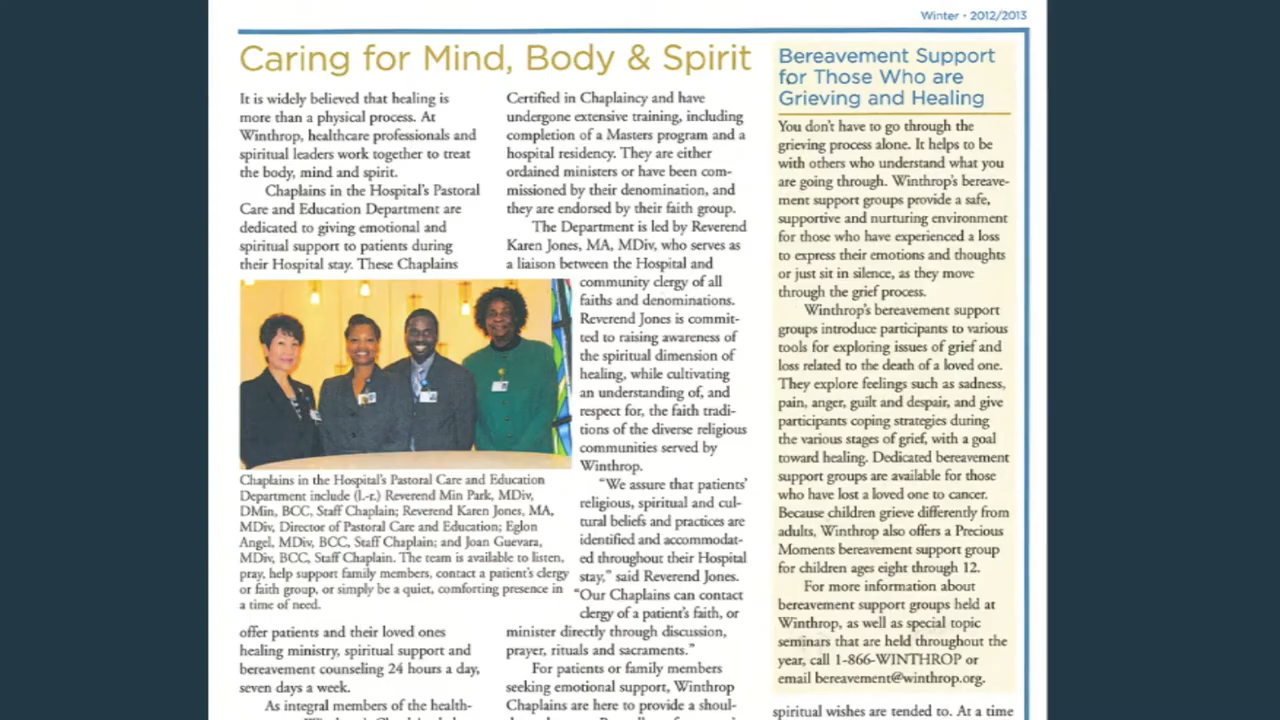 Winter • 2012/2013
Caring for Mind, Body & Spirit
It is widely believed that healing is
more than a physical process. At
Winthrop, healthcare professionals and
spiritual leaders work together to treat
the body, mind and spirit.
Chaplains in the Hospital's Pastoral
Care and Education Department are
dedicated to giving emotional and
spiritual support to patients during
their Hospital stay. These Chaplains
Chaplains in the Hospital's Pastoral Care and Education
Department include (l.-r.) Reverend Min Park, MDiv,
DMin, BCC, Staff Chaplain; Reverend Karen Jones, MA,
MDiv, Director of Pastoral Care and Education; Eglon
Angel, MDiv, BCC, Staff Chaplain; and Joan Guevara,
MDiv, BCC, Staff Chaplain. The team is available to listen,
pray, help support family members, contact a patient's clergy
or faith group, or simply be a quiet, comforting presence in
a time of need.
offer patients and their loved ones
healing ministry, spiritual support and
bereavement counseling 24 hours a day,
seven days a week.
As integral members of the health-
Certified in Chaplaincy and have
undergone extensive training, including
completion of a Masters program and a
hospital residency. They are either
ordained ministers or have been com-
missioned by their denomination, and
they are endorsed by their faith group.
The Department is led by Reverend
Karen Jones, MA, MDiv, who serves as
a liaison between the Hospital and
community clergy of all
faiths and denominations.
Reverend Jones is commit-
ted to raising awareness of
the spiritual dimension of
healing, while cultivating
an understanding of, and
respect for, the faith tradi-
tions of the diverse religious
communities served by
Winthrop.
"We assure that patients'
religious, spiritual and cul-
tural beliefs and practices are
identified and accommodat-
ed throughout their Hospital
stay," said Reverend Jones.
"Our Chaplains can contact
clergy of a patient's faith, or
minister directly through discussion,
prayer, rituals and sacraments."
For patients or family members
seeking emotional support, Winthrop
Chaplains are here to provide a shoul-
Bereavement Support
for Those Who are
Grieving and Healing
You don't have to go through the
grieving process alone. It helps to be
with others who understand what you
are going through. Winthrop's bereave-
ment support groups provide a safe,
supportive and nurturing environment
for those who have experienced a loss
to express their emotions and thoughts
or just sit in silence, as they move
through the grief process.
Winthrop's bereavement support
groups introduce participants to various
tools for exploring issues of grief and
loss related to the death of a loved one.
They explore feelings such as sadness,
pain, anger, guilt and despair, and give
participants coping strategies during
the various stages of grief, with a goal
toward healing. Dedicated bereavement
support groups are available for those
who have lost a loved one to cancer.
Because children grieve differently from
adults, Winthrop also offers a Precious
Moments bereavement support group
for children ages eight through 12.
For more information about
bereavement support groups held at
Winthrop, as well as special topic
seminars that are held throughout the
year, call 1-866-WINTHROP or
email bereavement@winthrop.org.
spiritual wishes are tended to. At a time